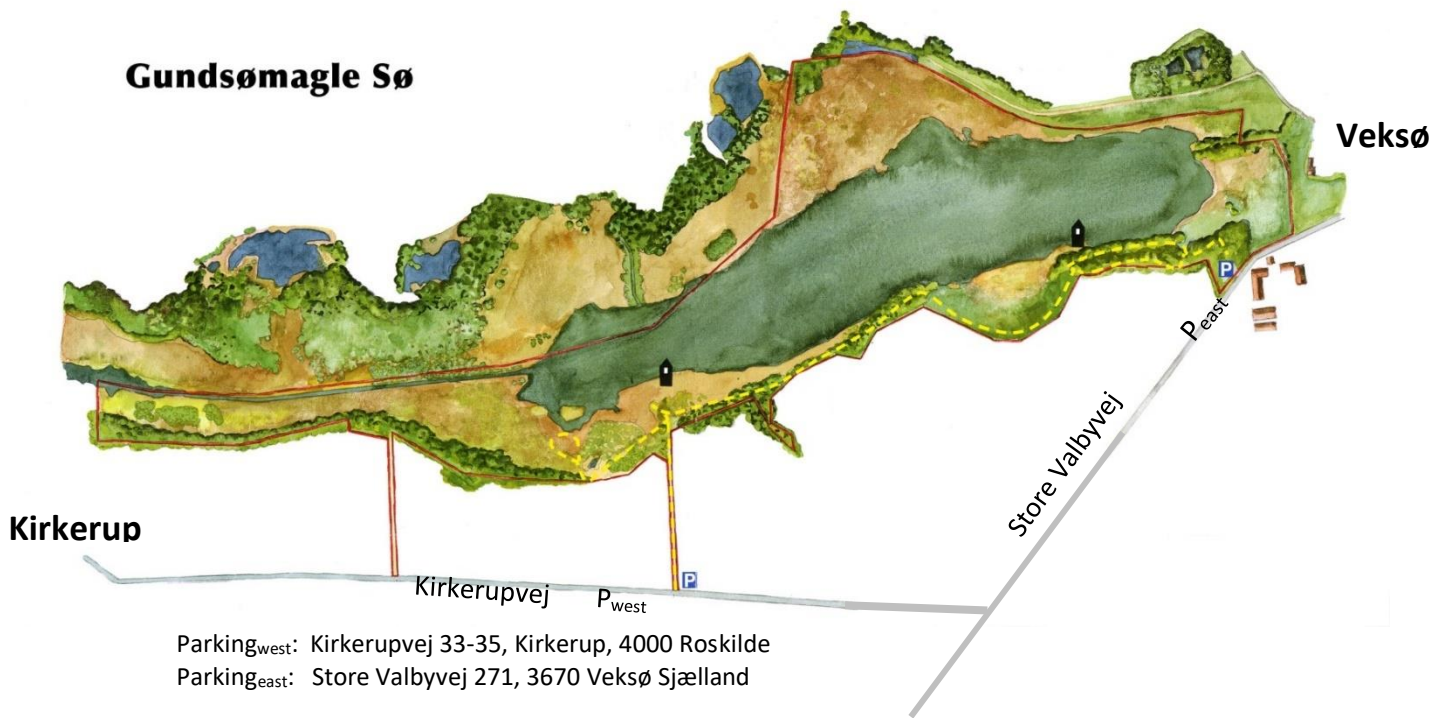 Gundsømagle Sø
Veksø
P
P east
Store Valbyvej
Kirkerup
P
Kirkerupvej
Pwest
Parkingwest: Kirkerupvej 33-35, Kirkerup, 4000 Roskilde
Parkingeast: Store Valbyvej 271, 3670 Veksø Sjælland